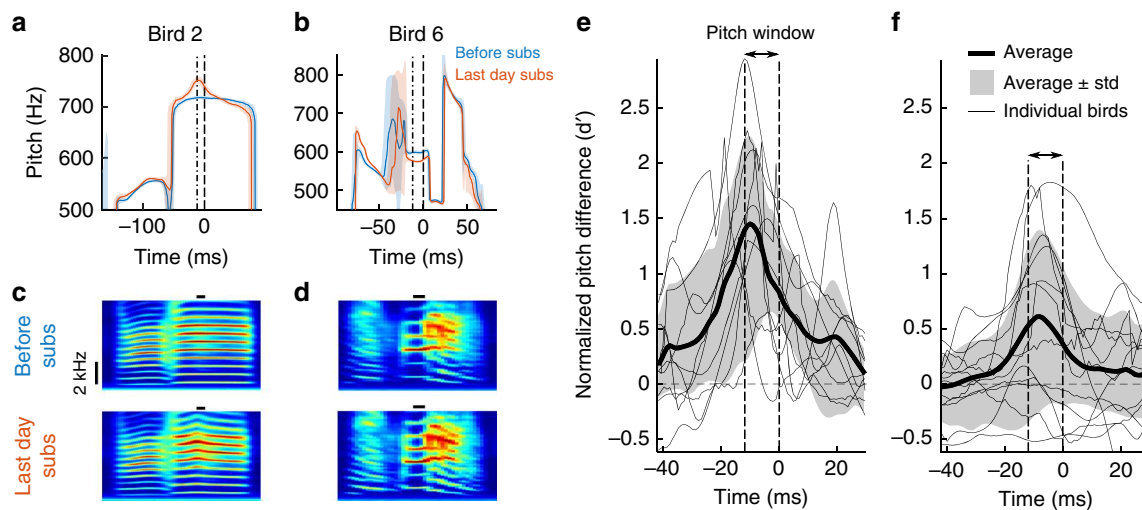 a
Bird 2
800
700
600
500
Pitch (Hz)
–100
0
Time (ms)
b
Bird 6
Before subs
Last day subs
800
700
600
500
–50
0
50
Time (ms)
c
d
Before
subs
2 kHz
Last day
subs
e
Pitch window
Normalized pitch difference (d′)
2.5
2
1.5
1
0.5
0
–0.5
–40
–20
0
20
Time (ms)
f
Average
Average ± std
Individual birds
2.5
2
1.5
1
0.5
0
–0.5
–40
–20
0
20
Time (ms)